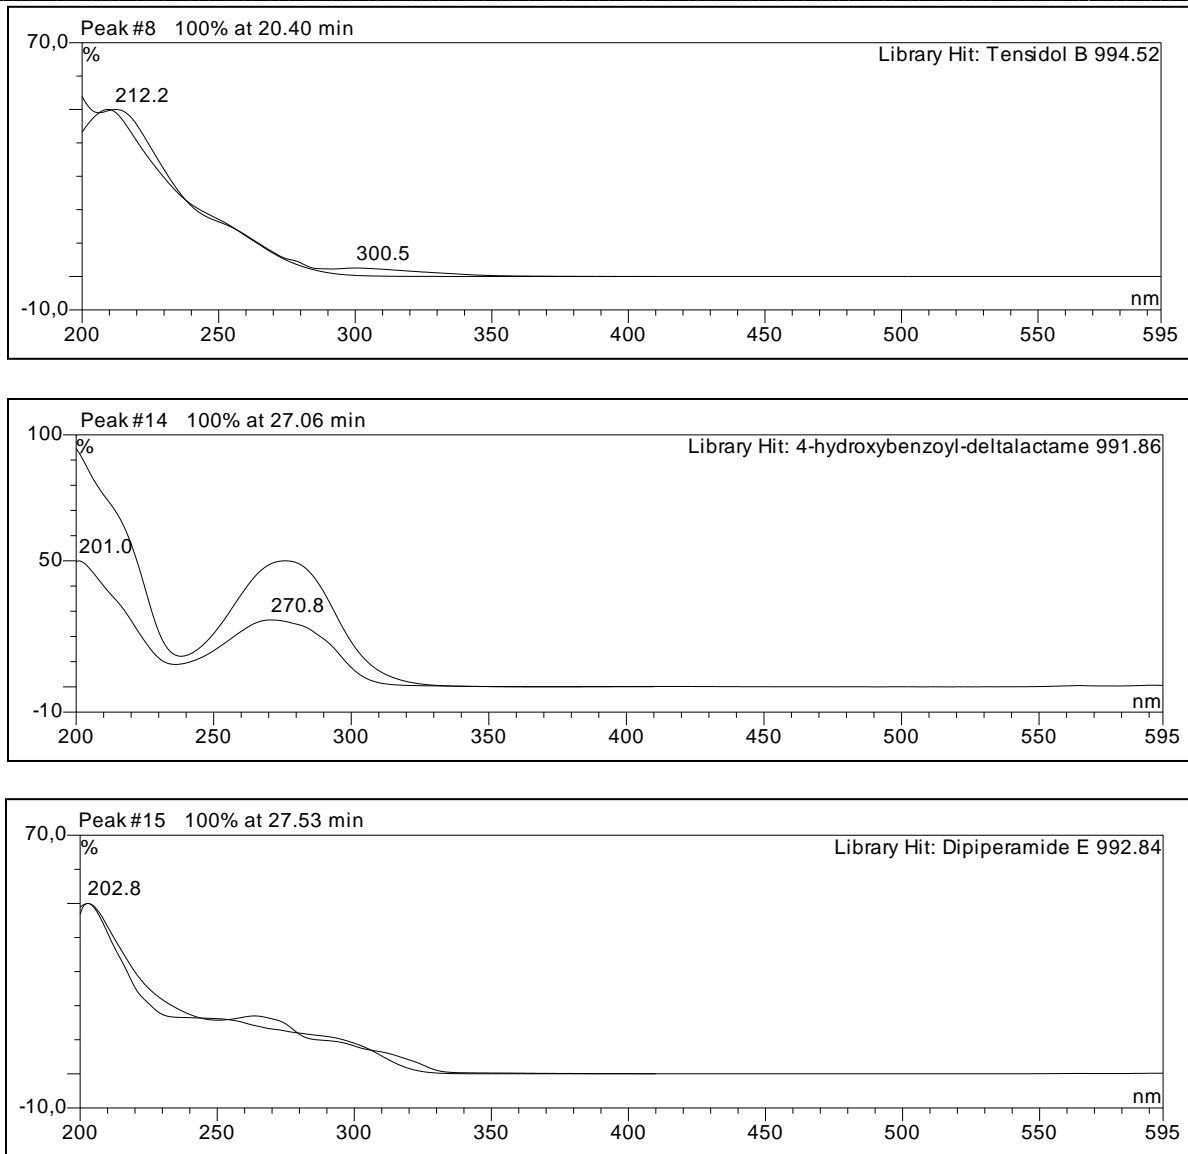 Peak #8 100% at 20.40 min
70,0
%
Library Hit: Tensidol B 994.52
212.2
300.5
-10,0
nm
200 250 300 350 400 450 500 550 595
Peak #14 100% at 27.06 min
100
%
Library Hit: 4-hydroxybenzoyl-deltalactame 991.86
201.0
50
270.8
-10
nm
200 250 300 350 400 450 500 550 595
Peak #15 100% at 27.53 min
70,0
%
Library Hit: Dipiperamide E 992.84
202.8
-10,0
nm
200 250 300 350 400 450 500 550 595